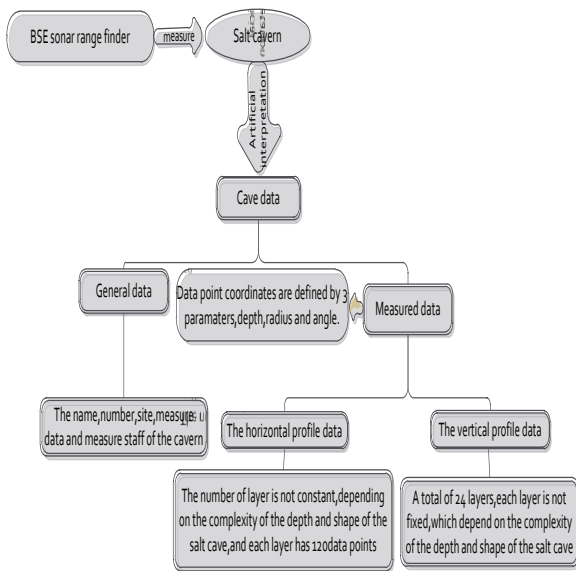 BSE sonar range finder
measure
Salt cavern
Artificial
interpretation
Cave data
General data
Data point coordinates are defined by 3
paramaters,depth,radius and angle.
Measured data
The name,number,site,measure
data and measure staff of the cavern
The horizontal profile data
The vertical profile data
The number of layer is not constant,depending
on the complexity of the depth and shape of the
salt cave,and each layer has 120data points
A total of 24 layers,each layer is not
fixed,which depend on the complexity
of the depth and shape of the salt cave